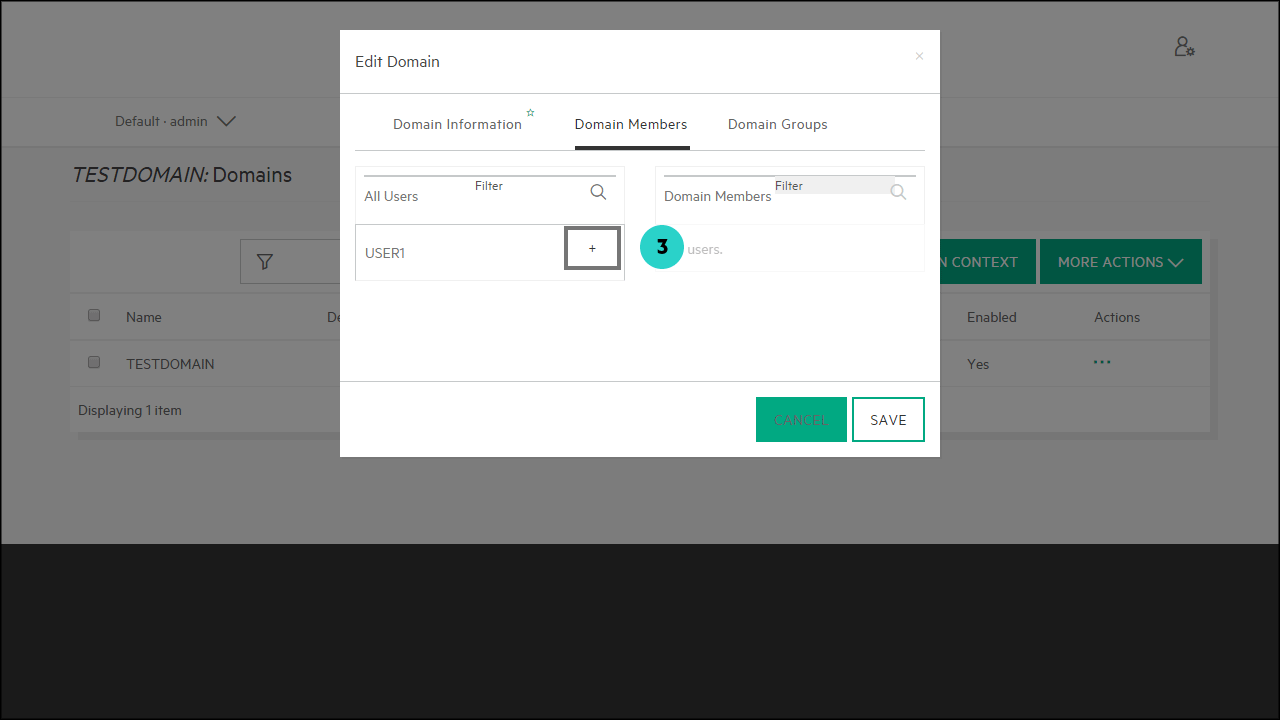 Edit Domain
×
Default · admin
Domain Information
Domain Members
Domain Groups
TESTDOMAIN: Domains
All Users
Filter
Domain Members
Filter
USER1
+
3
users.
N CONTEXT
MORE ACTIONS
Name
De
Enabled
Actions
TESTDOMAIN
Yes
Displaying 1 item
CANCEL
SAVE